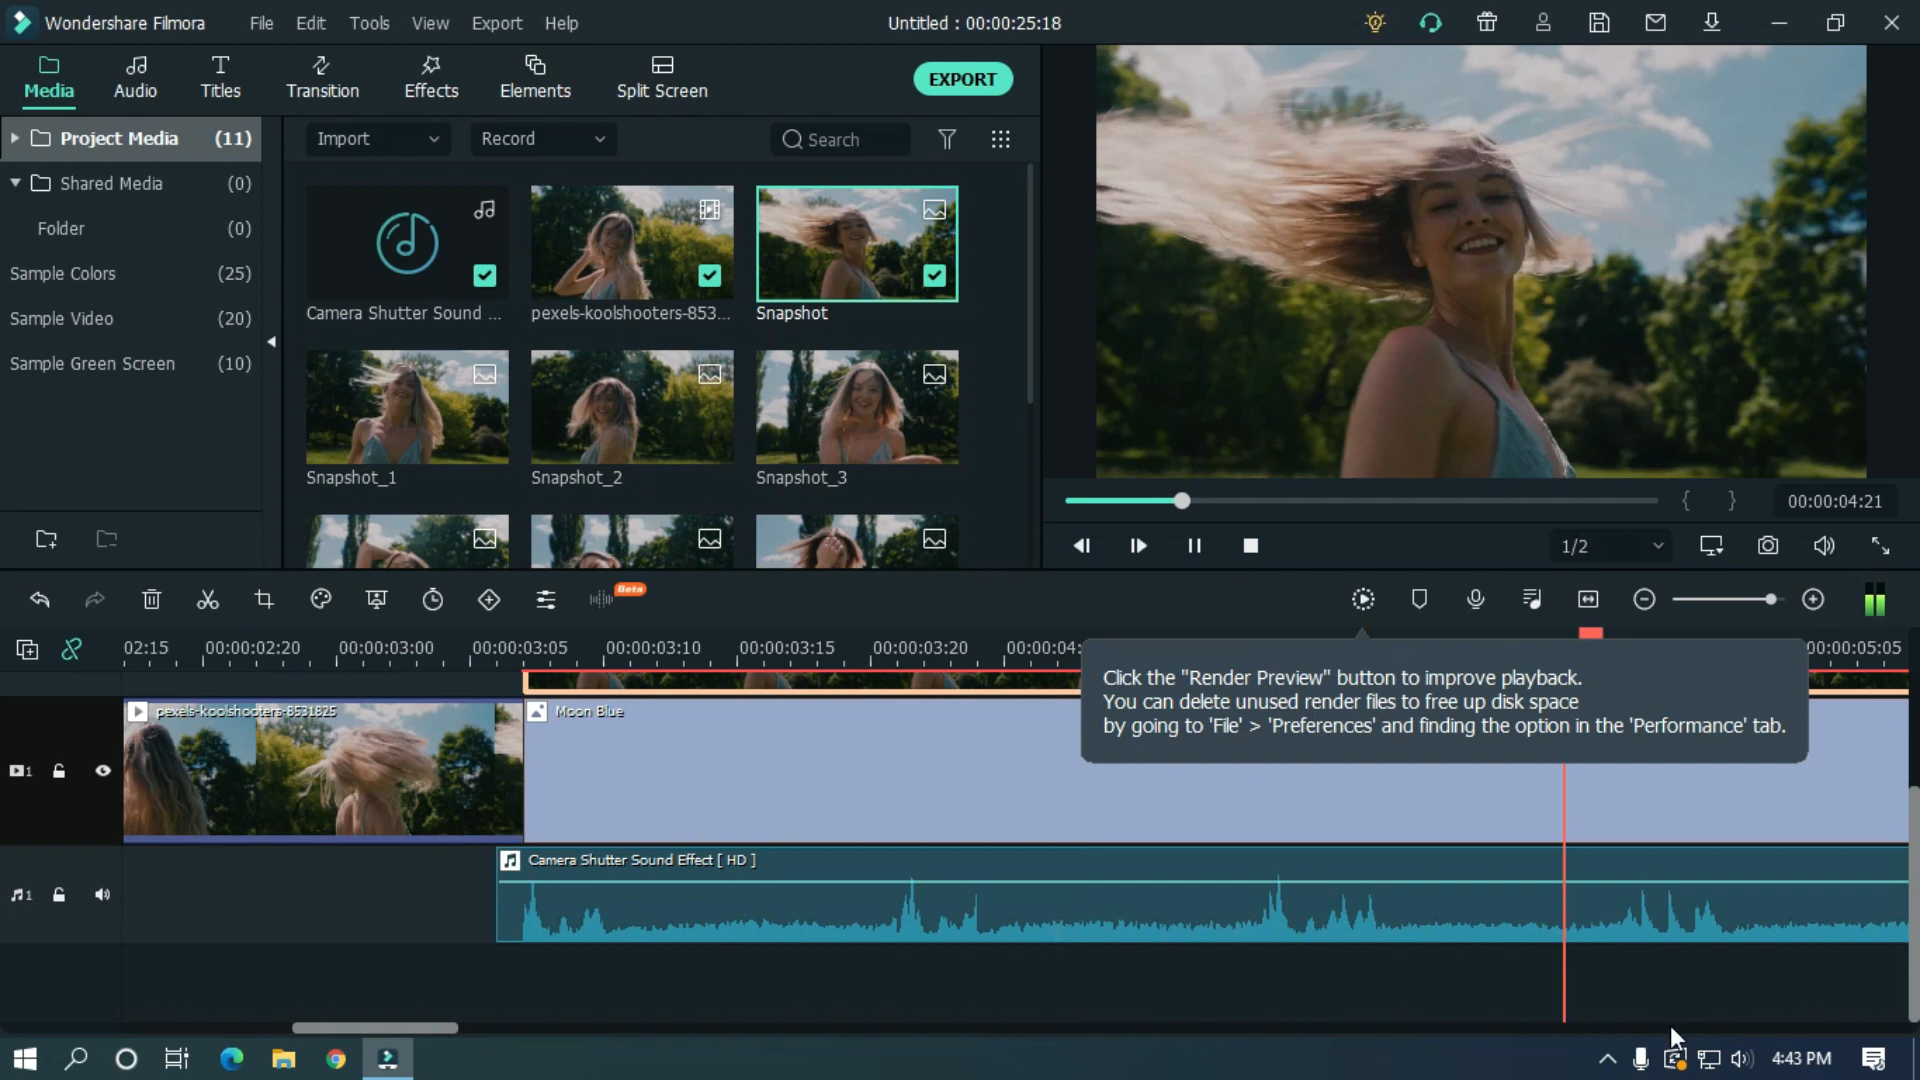 Wondershare Filmora
File Edit Tools View Export Help
Untitled : 00:00:25:18
Media Audio Titles Transition Effects Elements Split Screen
EXPORT
Project Media (11)
Shared Media (0)
Folder (0)
Sample Colors (25)
Sample Video (20)
Sample Green Screen (10)
Import Record Search
Camera Shutter Sound ... pexels-koolshooters-853... Snapshot
Snapshot_1 Snapshot_2 Snapshot_3
{ } 00:00:04:21
1/2
Beta
02:15 00:00:02:20 00:00:03:00 00:00:03:05 00:00:03:10 00:00:03:15 00:00:03:20 00:00:04: 00:00:05:05
Click the "Render Preview" button to improve playback.
You can delete unused render files to free up disk space
by going to 'File' > 'Preferences' and finding the option in the 'Performance' tab.
pexels-koolshooters-8531825
Moon Blue
1
Camera Shutter Sound Effect [ HD ]
1
4:43 PM